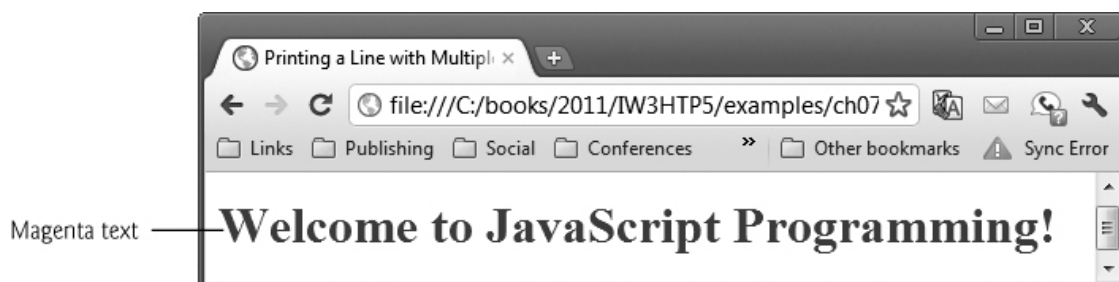 Printing a Line with Multipl
file:///C:/books/2011/IW3HTP5/examples/ch07
Links Publishing Social Conferences » Other bookmarks Sync Error
Magenta text
Welcome to JavaScript Programming!